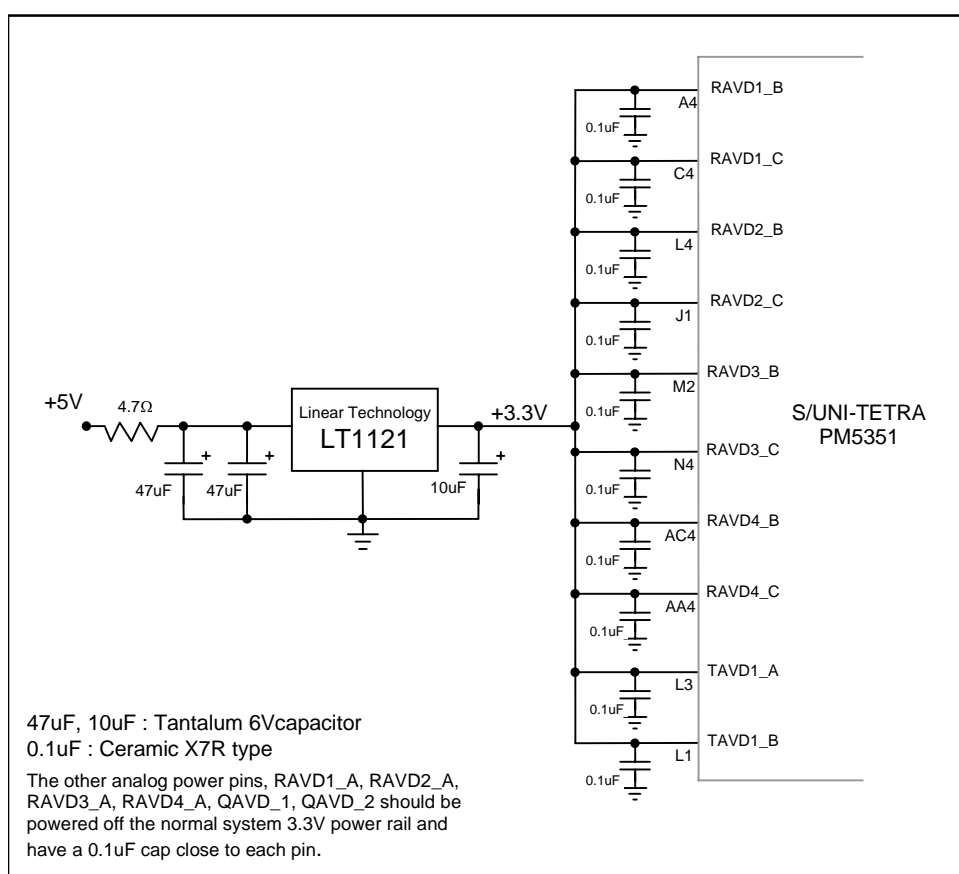 RAVD1_B
A4
0.1uF
RAVD1_C
C4
0.1uF
RAVD2_B
L4
0.1uF
RAVD2_C
J1
0.1uF
RAVD3_B
M2
0.1uF
+5V
4.7Ω
Linear Technology
LT1121
+3.3V
S/UNI-TETRA
PM5351
+
+
+
47uF
47uF
10uF
RAVD3_C
N4
0.1uF
RAVD4_B
AC4
0.1uF
RAVD4_C
AA4
0.1uF
TAVD1_A
L3
0.1uF
TAVD1_B
L1
0.1uF
47uF, 10uF : Tantalum 6Vcapacitor
0.1uF : Ceramic X7R type
The other analog power pins, RAVD1_A, RAVD2_A,
RAVD3_A, RAVD4_A, QAVD_1, QAVD_2 should be
powered off the normal system 3.3V power rail and
have a 0.1uF cap close to each pin.